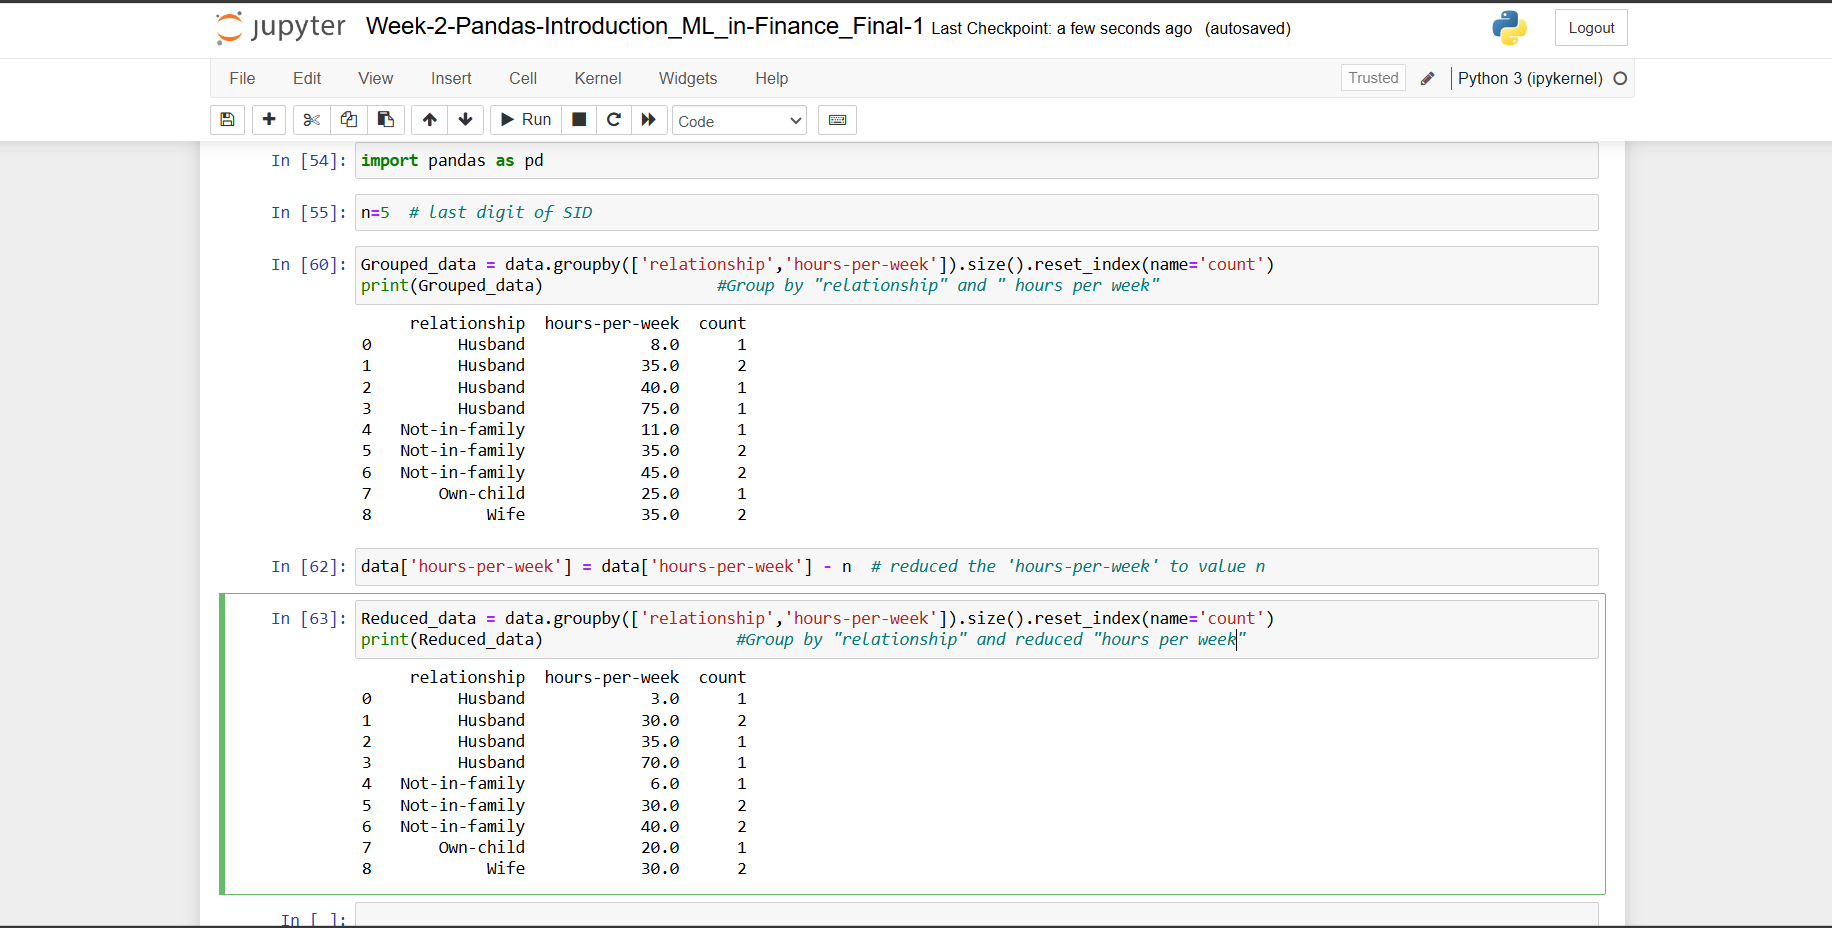 jupyter Week-2-Pandas-Introduction_ML_in-Finance_Final-1 Last Checkpoint: a few seconds ago (autosaved) Logout
File Edit View Insert Cell Kernel Widgets Help Trusted Python 3 (ipykernel)
Run Code
In [54]: import pandas as pd
In [55]: n=5 # last digit of SID
In [60]: Grouped_data = data.groupby(['relationship','hours-per-week']).size().reset_index(name='count')
print(Grouped_data) #Group by "relationship" and " hours per week"
relationship hours-per-week count
0 Husband 8.0 1
1 Husband 35.0 2
2 Husband 40.0 1
3 Husband 75.0 1
4 Not-in-family 11.0 1
5 Not-in-family 35.0 2
6 Not-in-family 45.0 2
7 Own-child 25.0 1
8 Wife 35.0 2
In [62]: data['hours-per-week'] = data['hours-per-week'] - n # reduced the 'hours-per-week' to value n
In [63]: Reduced_data = data.groupby(['relationship','hours-per-week']).size().reset_index(name='count')
print(Reduced_data) #Group by "relationship" and reduced "hours per week"
relationship hours-per-week count
0 Husband 3.0 1
1 Husband 30.0 2
2 Husband 35.0 1
3 Husband 70.0 1
4 Not-in-family 6.0 1
5 Not-in-family 30.0 2
6 Not-in-family 40.0 2
7 Own-child 20.0 1
8 Wife 30.0 2
In [ ]: